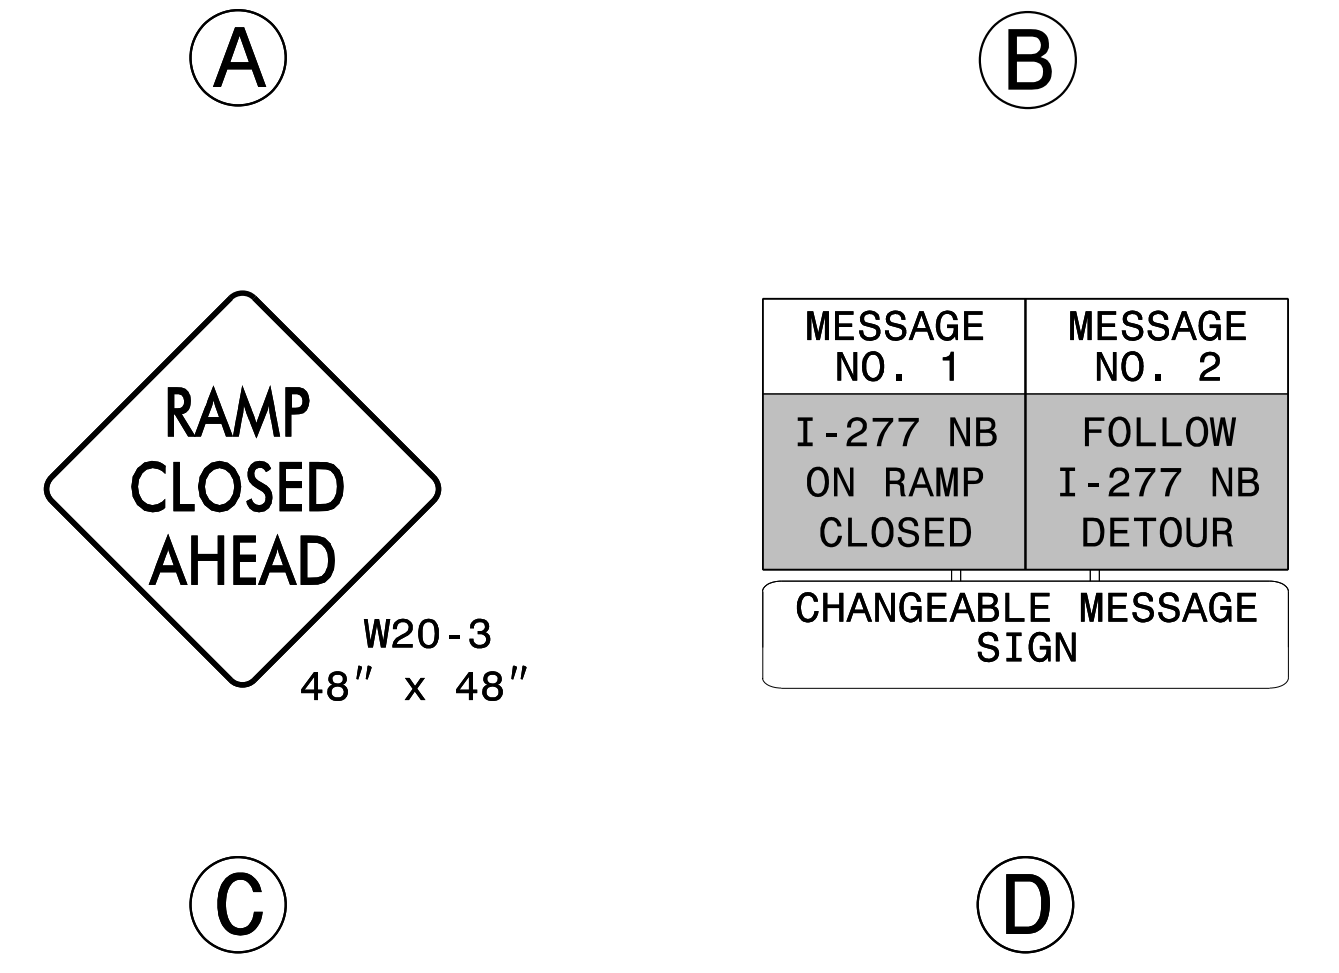 A
B
RAMP
CLOSED
AHEAD
W20-3
48" x 48"
MESSAGE
NO. 1
MESSAGE
NO. 2
I-277 NB
ON RAMP
CLOSED
FOLLOW
I-277 NB
DETOUR
CHANGEABLE MESSAGE
SIGN
C
D